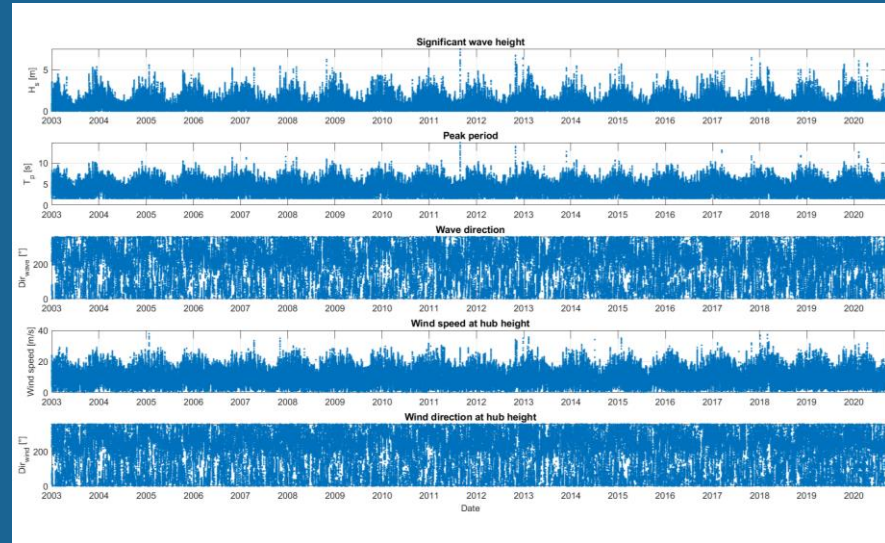 Significant wave height
Hs [m]
5
0
2003 2004 2005 2006 2007 2008 2009 2010 2011 2012 2013 2014 2015 2016 2017 2018 2019 2020
Peak period
Tp [s]
10
5
0
2003 2004 2005 2006 2007 2008 2009 2010 2011 2012 2013 2014 2015 2016 2017 2018 2019 2020
Wave direction
Dirwave [°]
200
0
2003 2004 2005 2006 2007 2008 2009 2010 2011 2012 2013 2014 2015 2016 2017 2018 2019 2020
Wind speed at hub height
Wind speed [m/s]
40
20
0
2003 2004 2005 2006 2007 2008 2009 2010 2011 2012 2013 2014 2015 2016 2017 2018 2019 2020
Wind direction at hub height
Dirwind [°]
200
0
2003 2004 2005 2006 2007 2008 2009 2010 2011 2012 2013 2014 2015 2016 2017 2018 2019 2020
Date